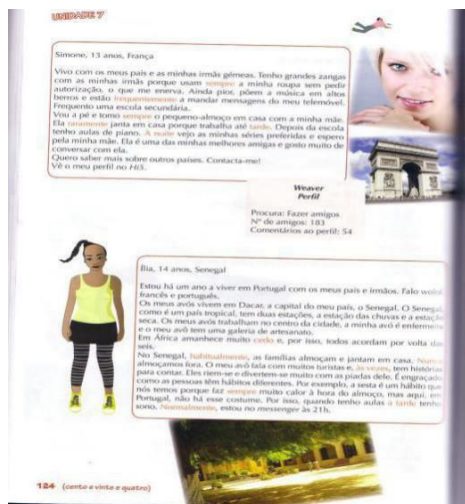 UNIDADE 7
Simone, 13 anos, França
Vivo com os meus pais e as minhas irmãs gémeas. Tenho grandes zangas
com as minhas irmãs porque usam sempre a minha roupa sem pedir
autorização, o que me enerva. Ainda pior, põem a música em altos
berros e estão frequentemente a mandar mensagens do meu telemóvel.
Frequento uma escola secundária.
Vou a pé e tomo sempre o pequeno-almoço em casa com a minha mãe.
Ela raramente janta em casa porque trabalha até tarde. Depois da escola
tenho aulas de piano. À noite vejo as minhas séries preferidas e espero
pela minha mãe. Ela é uma das minhas melhores amigas e gosto muito de
conversar com ela.
Quero saber mais sobre outros países. Contacta-me!
Vê o meu perfil no Hi5.
Weaver
Perfil
Procura: Fazer amigos
Nº de amigos: 183
Comentários ao perfil: 54
Bia, 14 anos, Senegal
Estou há um ano a viver em Portugal com os meus pais e irmãos. Falo
francês e português.
Os meus avós vivem em Dacar, a capital do meu país, o Senegal. O Senegal,
como é um país tropical, tem duas estações, a estação das chuvas e a estação
seca. Os meus avós trabalham no centro da cidade, a minha avó é
e o meu avô tem uma galeria de artesanato.
Em África amanhece muito cedo e, por isso, todos acordam por volta das
seis.
No Senegal, habitualmente, as famílias almoçam e jantam em casa.
almoçamos fora. O meu avô fala com muitos turistas e, às vezes, tem histórias
para contar. Eles riem-se e divertem-se muito com as piadas dele. É engraçado
como as pessoas têm hábitos diferentes. Por exemplo, a sesta é um hábito que
nós temos porque faz sempre muito calor à hora do almoço, mas aqui, em
Portugal, não há esse costume. Por isso, quando tenho aulas à tarde tenho
sono. Normalmente, estou no messenger às 21h.
124 (cento e vinte e quatro)